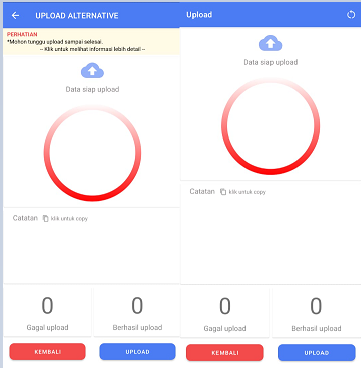 UPLOAD ALTERNATIVE
PERHATIAN
*Mohon tunggu upload sampai selesai.
-- Klik untuk melihat informasi lebih detail --
Data siap upload
Catatan klik untuk copy
0
Gagal upload
0
Berhasil upload
KEMBALI
UPLOAD
Upload
Data siap upload
Catatan klik untuk copy
0
Gagal upload
0
Berhasil upload
KEMBALI
UPLOAD